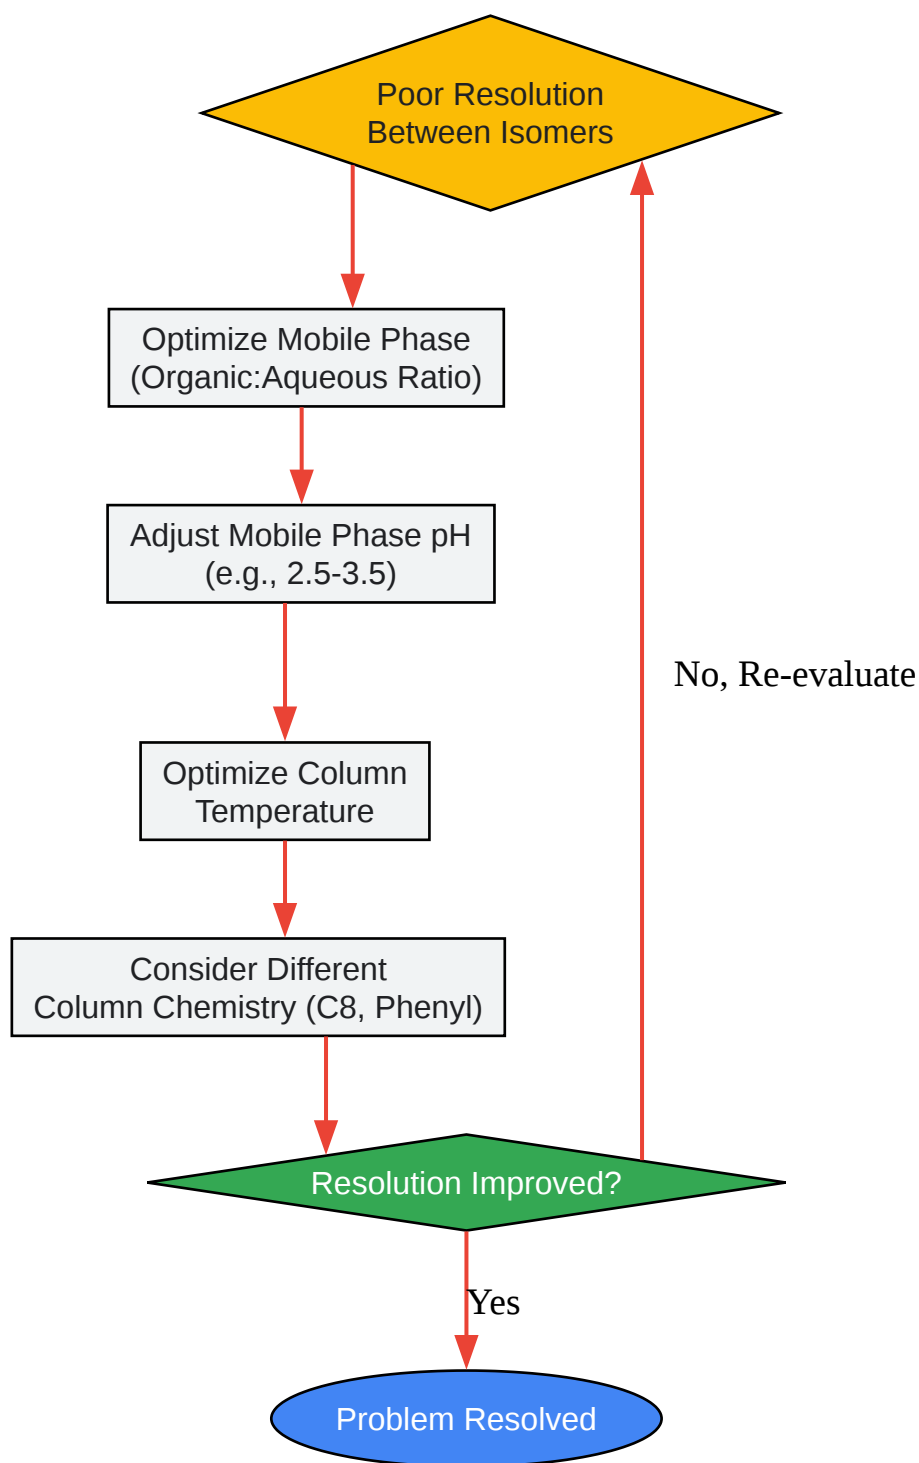 Poor Resolution
Between Isomers
Optimize Mobile Phase
(Organic:Aqueous Ratio)
Adjust Mobile Phase pH
(e.g., 2.5-3.5)
No, Re-evaluate
Optimize Column
Temperature
Consider Different
Column Chemistry (C8, Phenyl)
Resolution Improved?
Yes
Problem Resolved